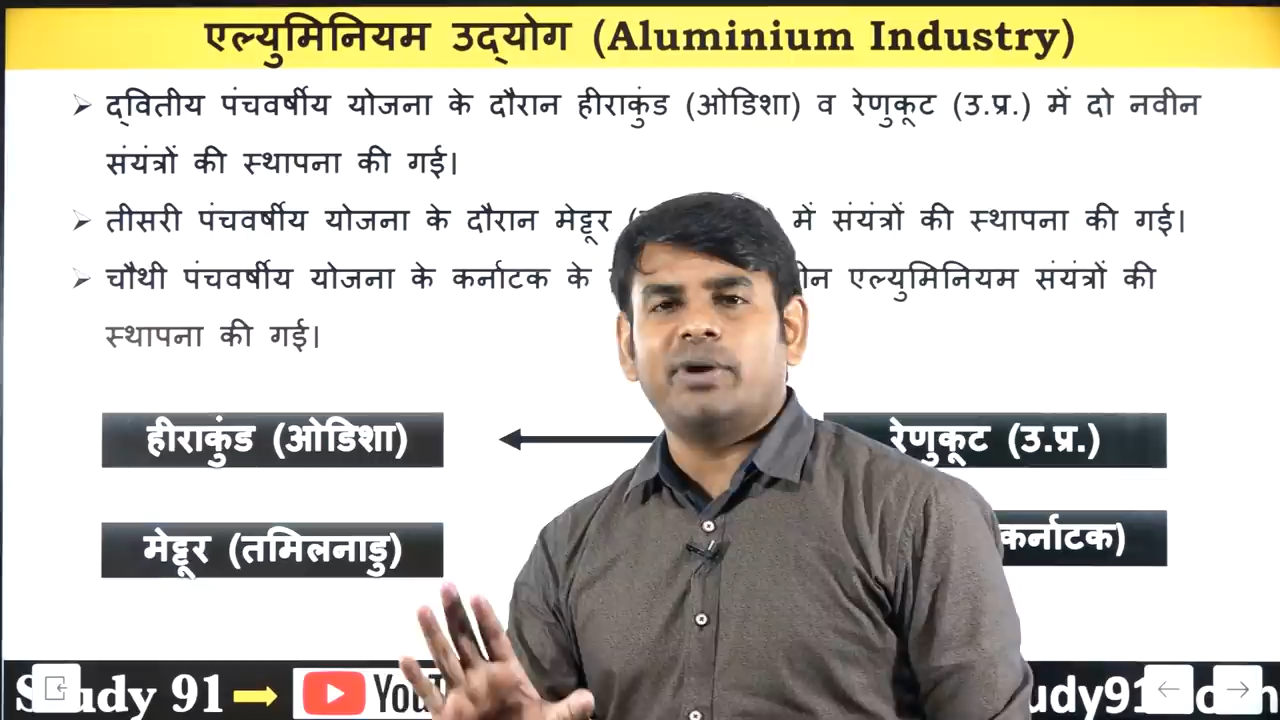 एल्युमिनियम उद्योग (Aluminium Industry)
➢ द्वितीय पंचवर्षीय योजना के दौरान हीराकुंड (ओडिशा) व रेणुकूट (उ.प्र.) में दो नवीन
संयंत्रों की स्थापना की गई।
➢ तीसरी पंचवर्षीय योजना के दौरान मेट्टूर में संयंत्रों की स्थापना की गई।
➢ चौथी पंचवर्षीय योजना के कर्नाटक के एल्युमिनियम संयंत्रों की
स्थापना की गई।
हीराकुंड (ओडिशा)
रेणुकूट (उ.प्र.)
मेट्टूर (तमिलनाडु)
कर्नाटक)
Study 91